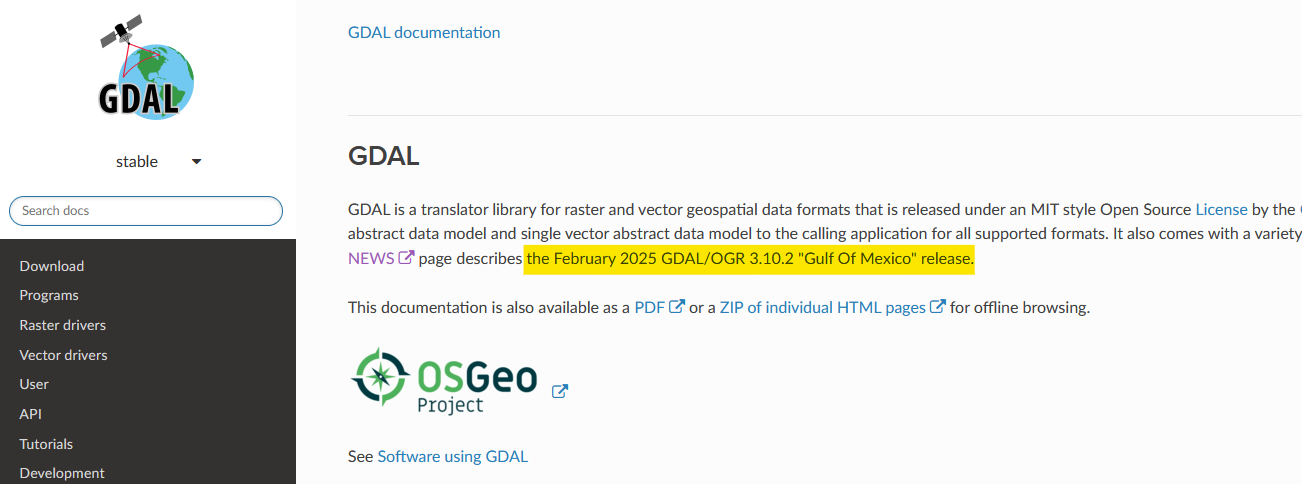 GDAL
stable
Search docs
Download
Programs
Raster drivers
Vector drivers
User
API
Tutorials
Development
GDAL documentation
GDAL
GDAL is a translator library for raster and vector geospatial data formats that is released under an MIT style Open Source License by the
abstract data model and single vector abstract data model to the calling application for all supported formats. It also comes with a variety
NEWS page describes the February 2025 GDAL/OGR 3.10.2 "Gulf Of Mexico" release.
This documentation is also available as a PDF or a ZIP of individual HTML pages for offline browsing.
OSGeo
Project
See Software using GDAL